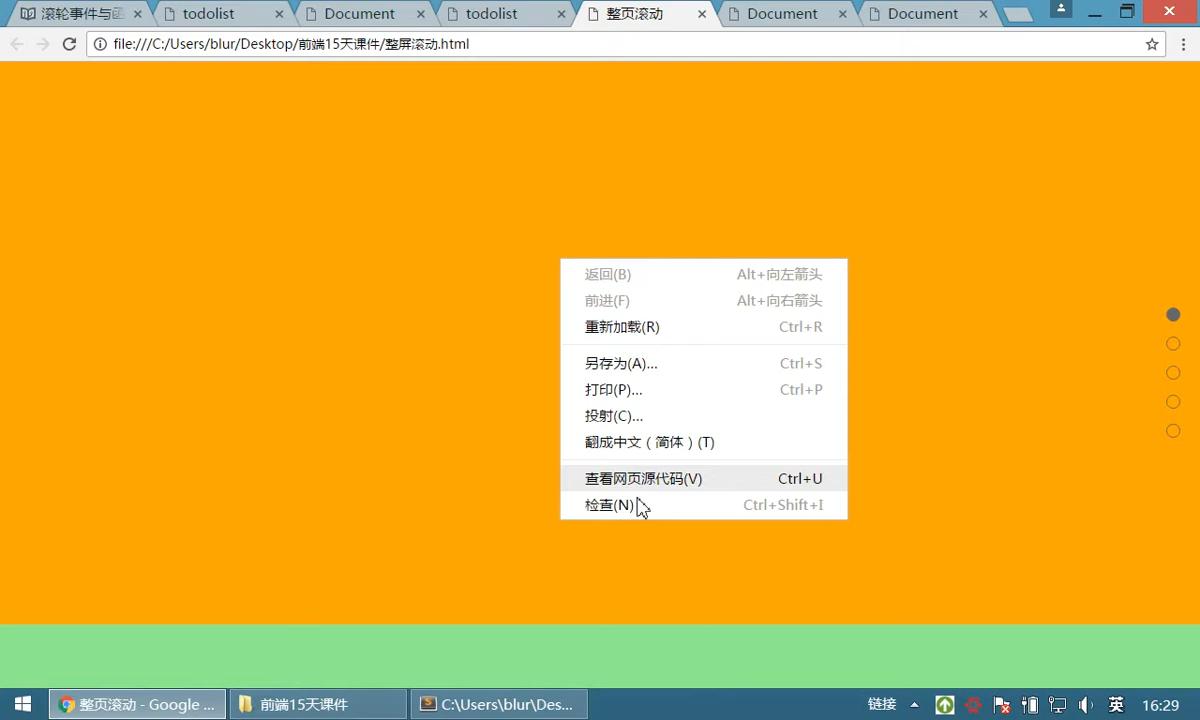 滚轮事件与函
todolist
Document
todolist
整页滚动
Document
Document
file:///C:/Users/blur/Desktop/前端15天课件/整屏滚动.html
返回(B) Alt+向左箭头
前进(F) Alt+向右箭头
重新加载(R) Ctrl+R
另存为(A)... Ctrl+S
打印(P)... Ctrl+P
投射(C)...
翻成中文（简体）(T)
查看网页源代码(V) Ctrl+U
检查(N) Ctrl+Shift+I
整页滚动 - Google ...
前端15天课件
C:\Users\blur\Des...
链接
英
16:29